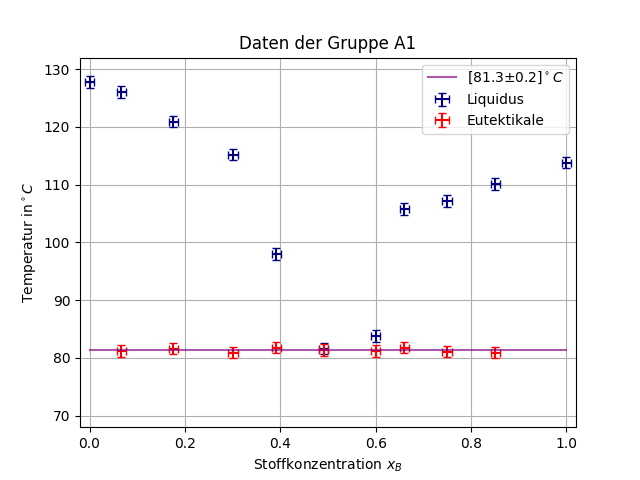 Daten der Gruppe A1
[81.3±0.2]°C
Liquidus
Eutektikale
Temperatur in°C
130
120
110
100
90
80
70
0.0 0.2 0.4 0.6 0.8 1.0
Stoffkonzentration x_B